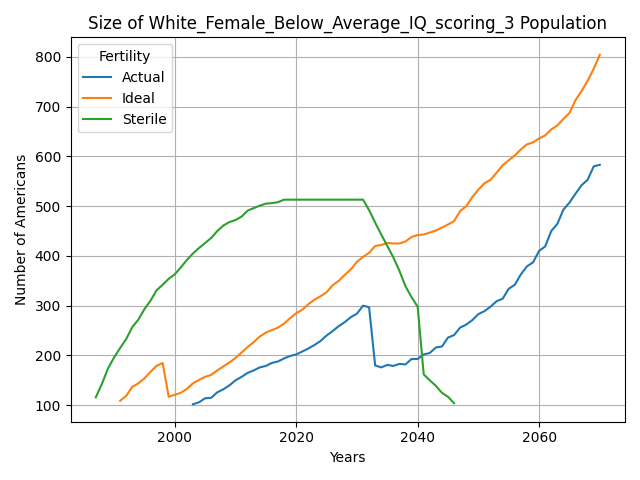 Size of White_Female_Below_Average_IQ_scoring_3 Population
Fertility
Actual
Ideal
Sterile
Number of Americans
800
700
600
500
400
300
200
100
2000
2020
2040
2060
Years